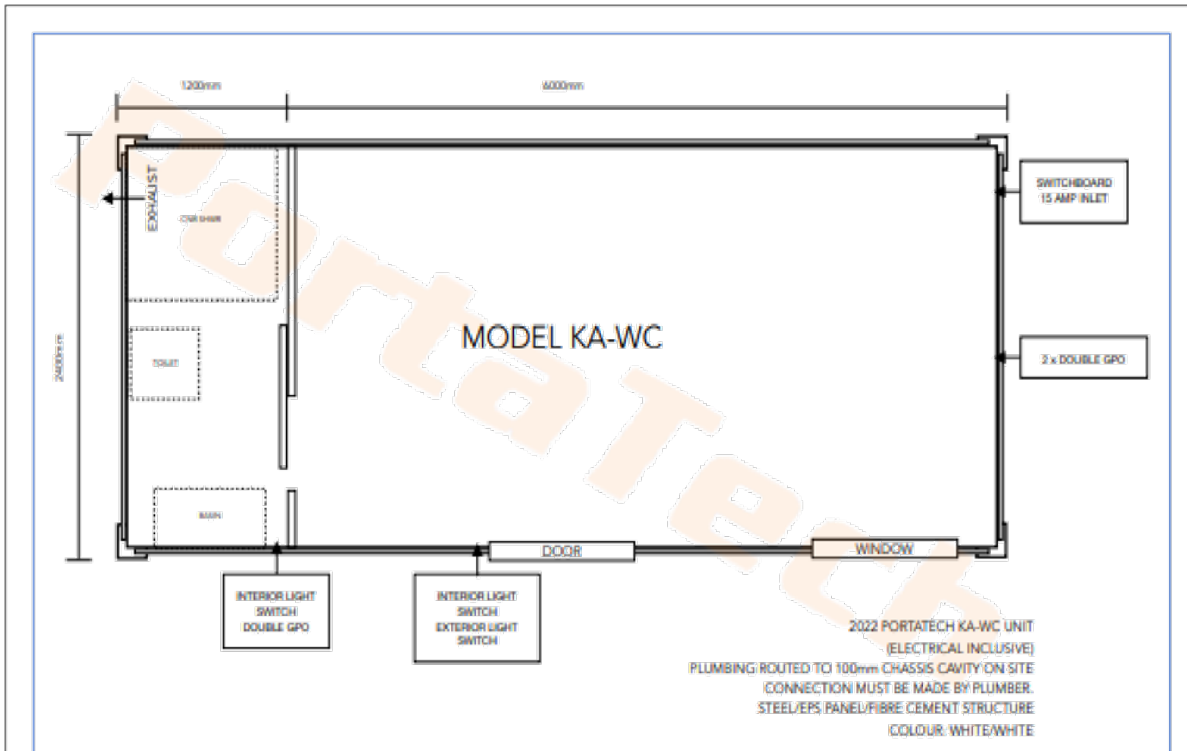 1200mm
6000mm
2400mm
EXHAUST
CNR SHWR
TOILET
BASIN
MODEL KA-WC
SWITCHBOARD
15 AMP INLET
2 x DOUBLE GPO
DOOR
WINDOW
INTERIOR LIGHT
SWITCH
DOUBLE GPO
INTERIOR LIGHT
SWITCH
EXTERIOR LIGHT
SWITCH
PortaTech
2022 PORTATECH KA-WC UNIT
(ELECTRICAL INCLUSIVE)
PLUMBING ROUTED TO 100mm CHASSIS CAVITY ON SITE
CONNECTION MUST BE MADE BY PLUMBER.
STEEL/EPS PANEL/FIBRE CEMENT STRUCTURE
COLOUR: WHITE/WHITE